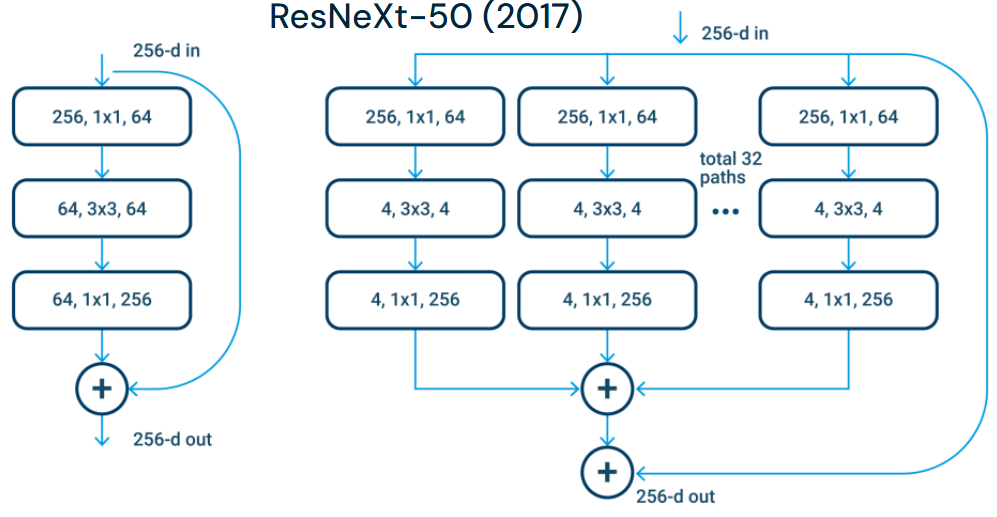 ResNeXt-50 (2017)
256-d in
256, 1x1, 64
64, 3x3, 64
64, 1x1, 256
+
256-d out
256-d in
256, 1x1, 64
256, 1x1, 64
256, 1x1, 64
total 32
paths
4, 3x3, 4
4, 3x3, 4
•••
4, 3x3, 4
4, 1x1, 256
4, 1x1, 256
4, 1x1, 256
+
+
256-d out